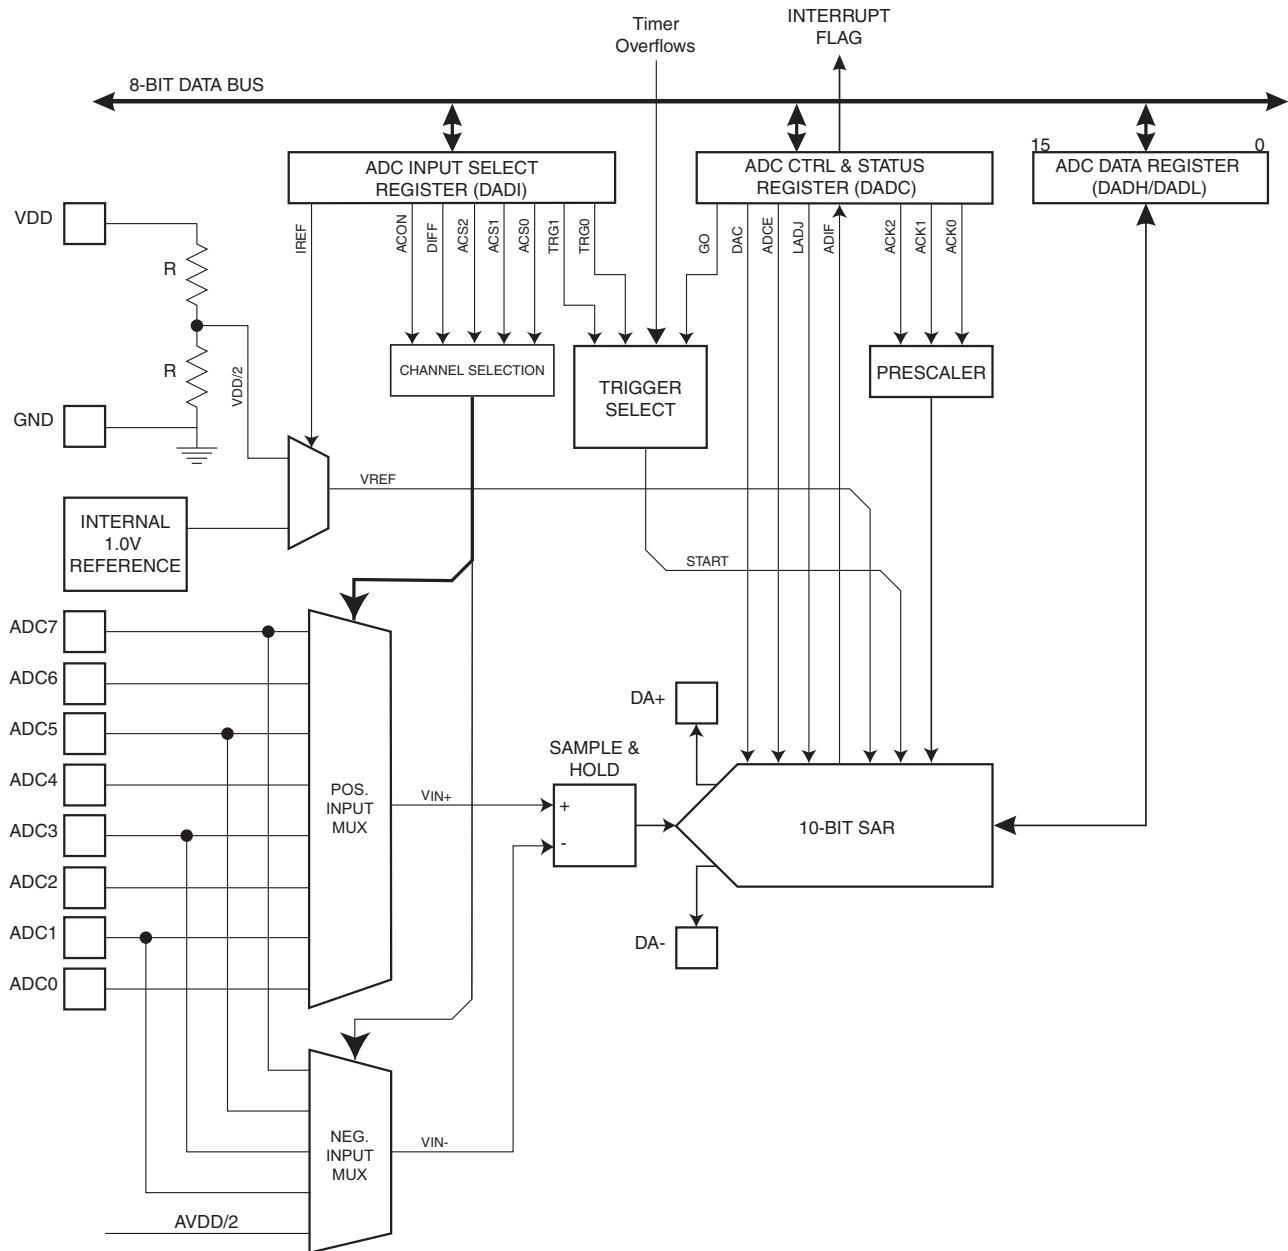 Timer
Overflows
INTERRUPT
FLAG
8-BIT DATA BUS
ADC INPUT SELECT
REGISTER (DADI)
ADC CTRL & STATUS
REGISTER (DADC)
15
0
ADC DATA REGISTER
(DADH/DADL)
VDD
R
R
GND
VDD/2
IREF
ACON
DIFF
ACS2
ACS1
ACS0
TRG1
TRG0
GO
DAC
ADCE
LADJ
ADIF
ACK2
ACK1
ACK0
CHANNEL SELECTION
TRIGGER
SELECT
PRESCALER
VREF
INTERNAL
1.0V
REFERENCE
START
ADC7
ADC6
ADC5
ADC4
ADC3
ADC2
ADC1
ADC0
POS.
INPUT
MUX
VIN+
SAMPLE &
HOLD
+
-
DA+
10-BIT SAR
DA-
NEG.
INPUT
MUX
VIN-
AVDD/2